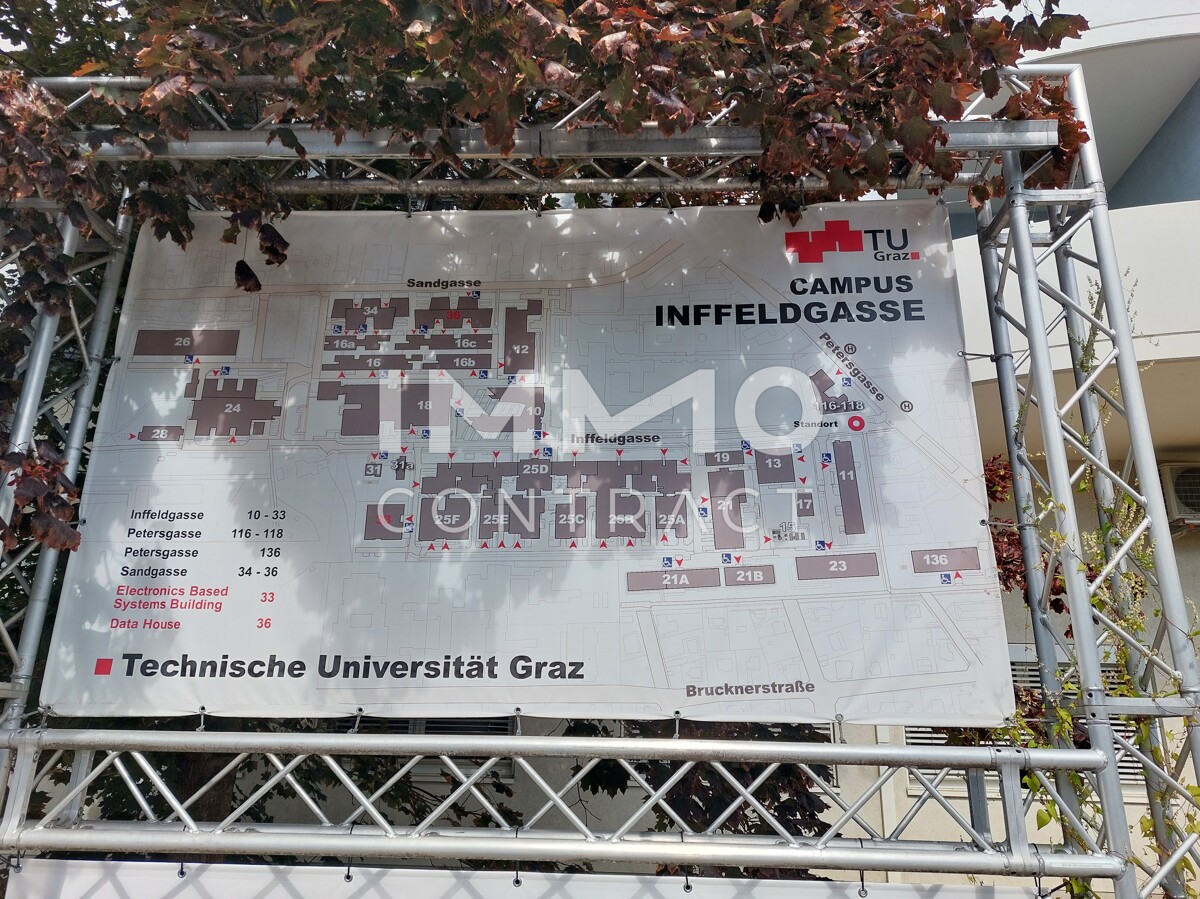 TU
Graz
CAMPUS
INFFELDGASSE
Sandgasse
34
36
16a
16c
12
16
16b
26
24
28
18
10
Petersgasse
H
H
116-118
Standort
Inffeldgasse
31
31a
25D
19
13
11
25F
25E
25C
25B
25A
21
17
15
21A
21B
23
136
Inffeldgasse 10 - 33
Petersgasse 116 - 118
Petersgasse 136
Sandgasse 34 - 36
Electronics Based
Systems Building 33
Data House 36
Technische Universität Graz
Brucknerstraße
IMMO
CONTRACT